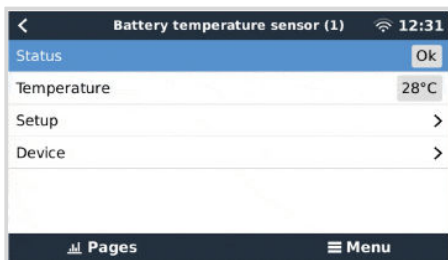 Battery temperature sensor (1) 12:31
Status Ok
Temperature 28°C
Setup
Device
Pages Menu